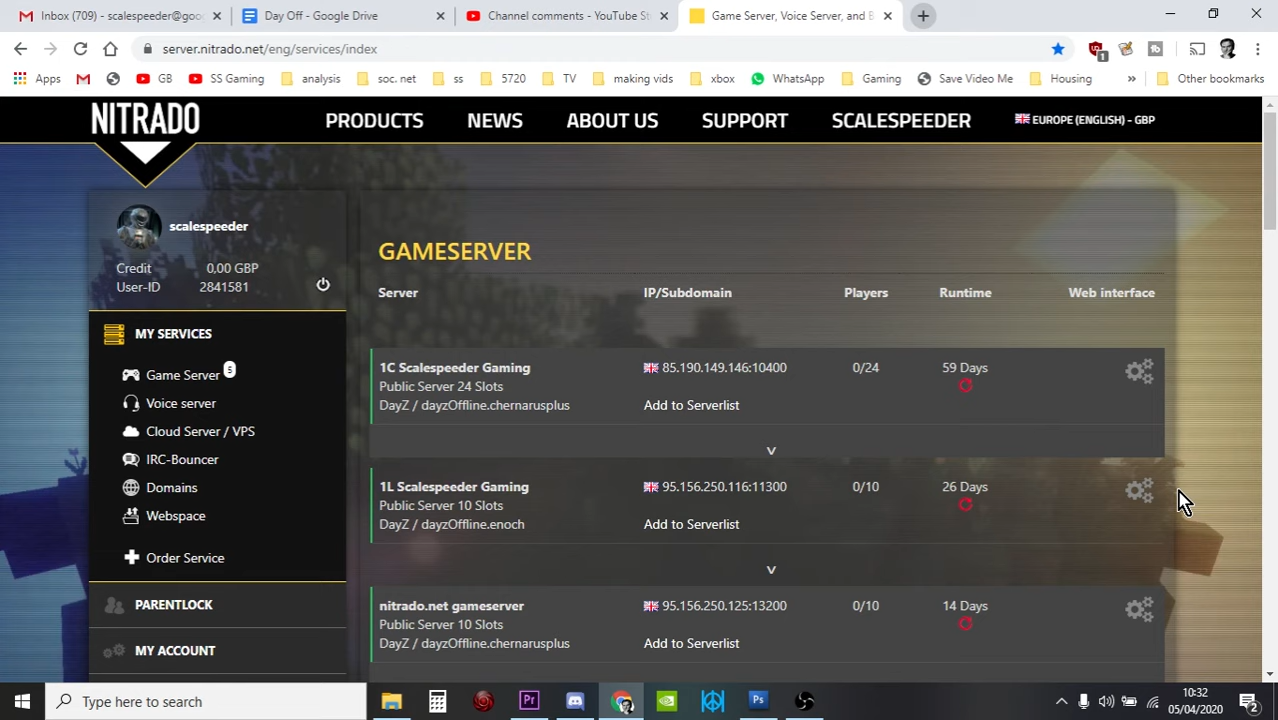 Inbox (709) - scalespeeder@goo
Day Off - Google Drive
Channel comments - YouTube St
Game Server, Voice Server, and B
server.nitrado.net/eng/services/index
1
Apps
GB
SS Gaming
analysis
soc. net
ss
5720
TV
making vids
xbox
WhatsApp
Gaming
Save Video Me
Housing
»
Other bookmarks
NITRADO
PRODUCTS
NEWS
ABOUT US
SUPPORT
SCALESPEEDER
EUROPE (ENGLISH) - GBP
scalespeeder
Credit 0,00 GBP
User-ID 2841581
MY SERVICES
Game Server 5
Voice server
Cloud Server / VPS
IRC-Bouncer
Domains
Webspace
Order Service
PARENTLOCK
MY ACCOUNT
GAMESERVER
Server IP/Subdomain Players Runtime Web interface
1C Scalespeeder Gaming 85.190.149.146:10400 0/24 59 Days
Public Server 24 Slots
DayZ / dayzOffline.chernarusplus Add to Serverlist
v
1L Scalespeeder Gaming 95.156.250.116:11300 0/10 26 Days
Public Server 10 Slots
DayZ / dayzOffline.enoch Add to Serverlist
v
nitrado.net gameserver 95.156.250.125:13200 0/10 14 Days
Public Server 10 Slots
DayZ / dayzOffline.chernarusplus Add to Serverlist
Type here to search
Pr
Ps
10:32
05/04/2020
2